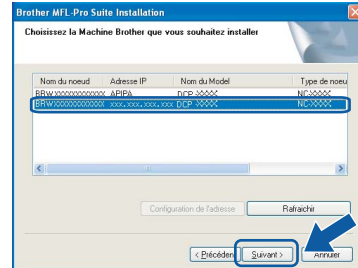 Brother MFL-Pro Suite Installation
Choisissez la Machine Brother que vous souhaitez installer
Nom du noeud Adresse IP Nom du Model Type de noeu
BRWXXXXXXXXXXXX APIPA DCP-XXXX NC-XXXX
BRWXXXXXXXXXXXX xxx.xxx.xxx.xxx DCP-XXXX NC-XXXX
Configuration de l'adresse Rafraichir
< Précéden Suivant > Annuler